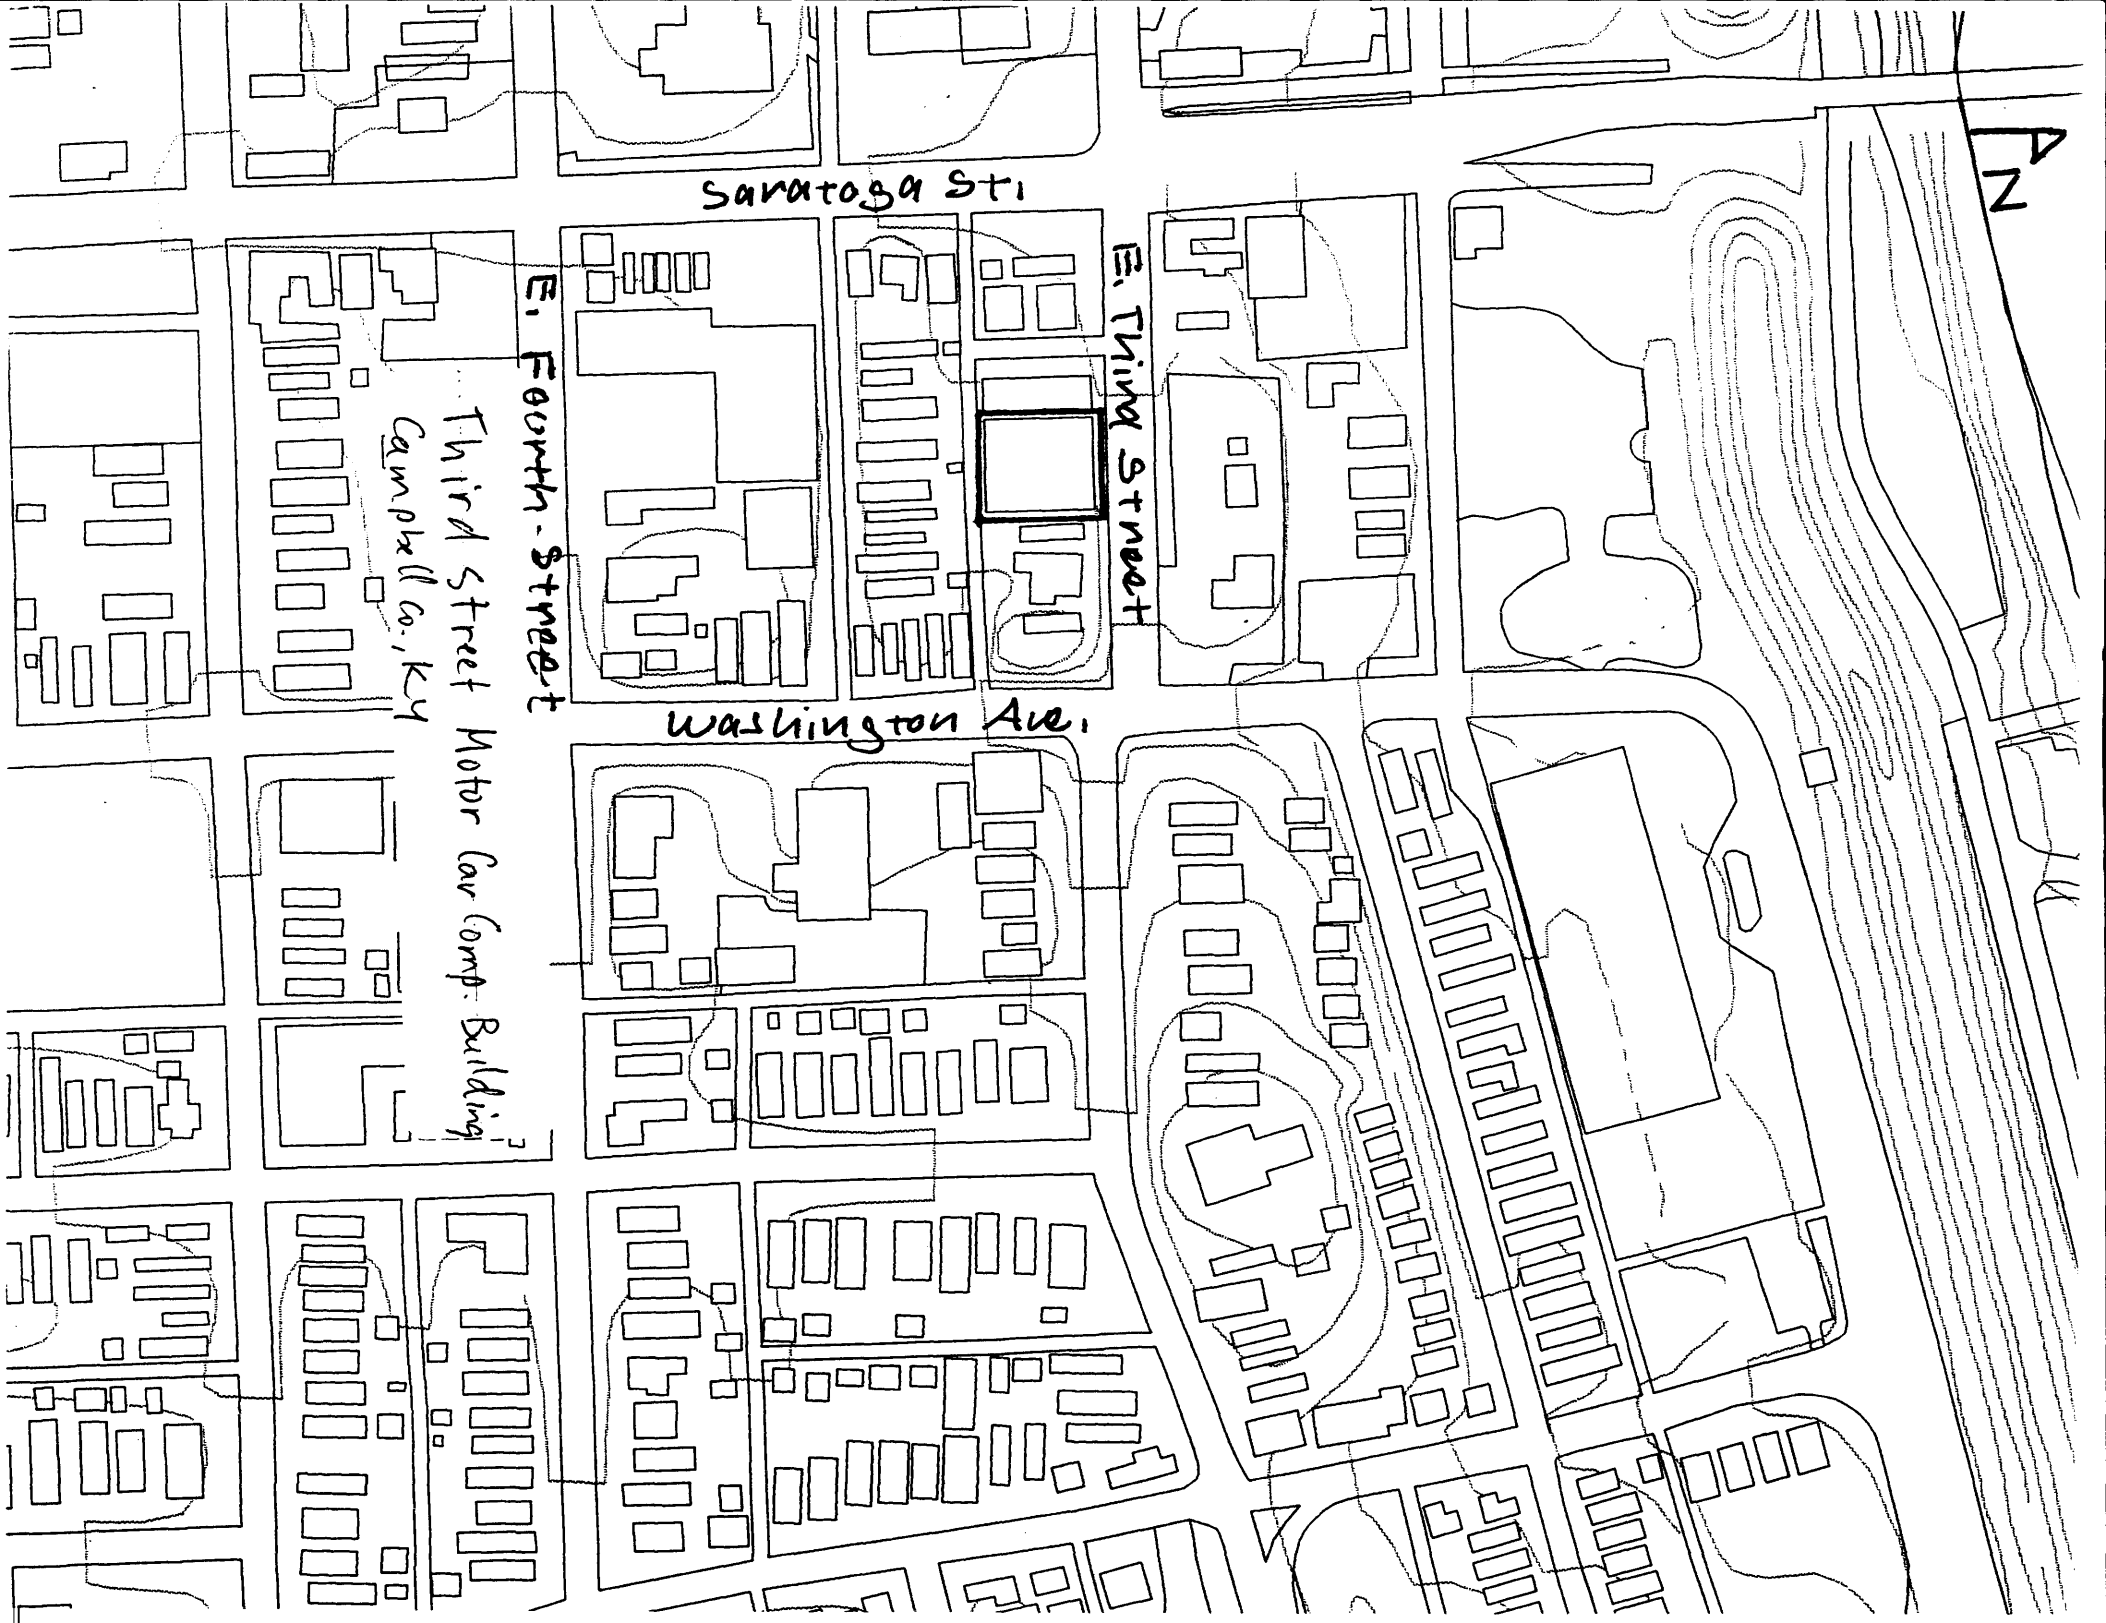 Saratoga St.
E. Third Street
E. Fourth Street
Third Street Motor Car Comp. Building
Campbell Co., KY
Washington Ave.
N